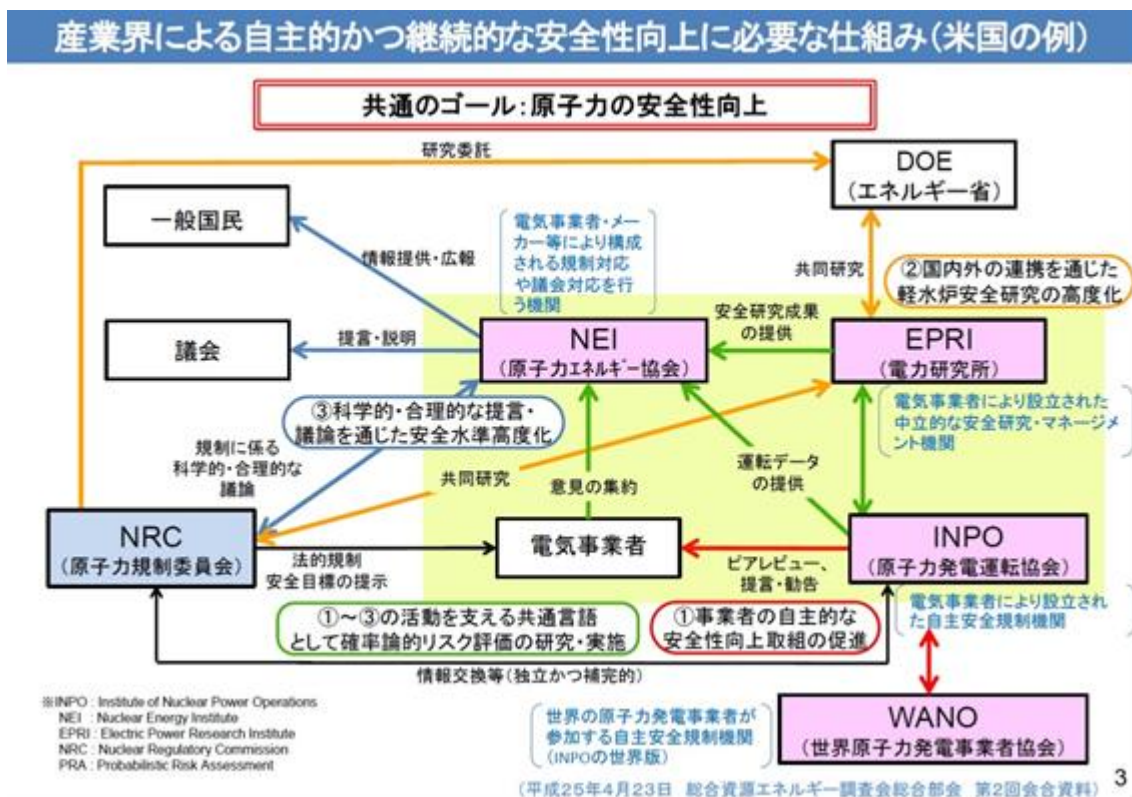 産業界による自主的かつ継続的な安全性向上に必要な仕組み(米国の例)
共通のゴール:原子力の安全性向上
研究委託
DOE
(エネルギー省)
一般国民
情報提供・広報
電気事業者・メー
カー等により構成
される規制対応
や議会対応を行
う機関
共同研究
②国内外の連携を通じた
軽水炉安全研究の高度化
議会
提言・説明
NEI
(原子力エネルギー協会)
安全研究成果
の提供
EPRI
(電力研究所)
③科学的・合理的な提言・
議論を通じた安全水準高度化
電気事業者により設立された
中立的な安全研究・マネージメ
ント機関
規制に係る
科学的・合理的な
議論
共同研究
意見の集約
運転データ
の提供
NRC
(原子力規制委員会)
法的規制
安全目標の提示
電気事業者
ピアレビュー、
提言・勧告
INPO
(原子力発電運転協会)
①~③の活動を支える共通言語
として確率論的リスク評価の研究・実施
①事業者の自主的な
安全性向上取組の促進
電気事業者により設立され
た自主安全規制機関
情報交換等(独立かつ補完的)
※INPO : Institute of Nuclear Power Operations
NEI : Nuclear Energy Institute
EPRI : Electric Power Research Institute
NRC : Nuclear Regulatory Commission
PRA : Probabilistic Risk Assessment
世界の原子力発電事業者が
参加する自主安全規制機関
(INPOの世界版)
WANO
(世界原子力発電事業者協会)
(平成25年4月23日 総合資源エネルギー調査会総合部会 第2回会合資料)
3